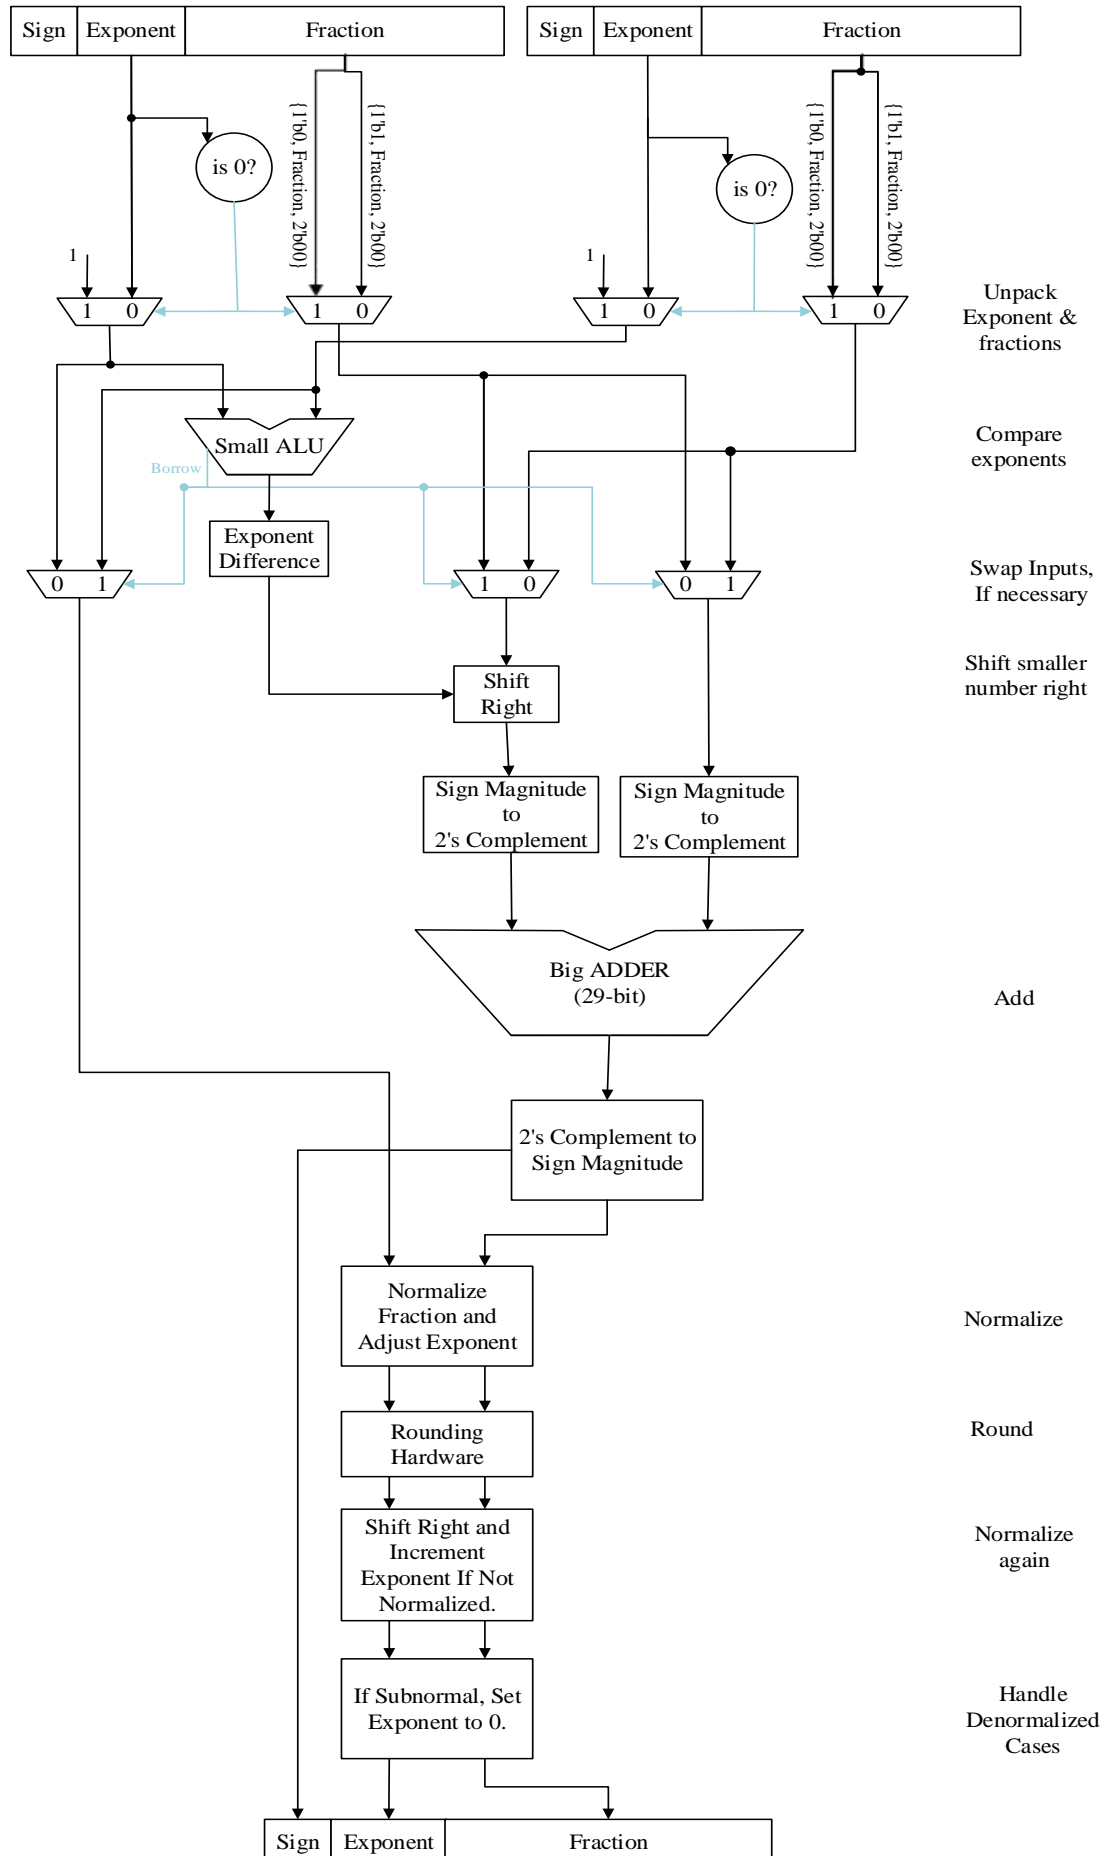 Sign Exponent Fraction
Sign Exponent Fraction
{1'b0, Fraction, 2'b00}
{1'b1, Fraction, 2'b00}
{1'b0, Fraction, 2'b00}
{1'b1, Fraction, 2'b00}
is 0?
is 0?
1
1
1 0
1 0
1 0
1 0
Unpack
Exponent &
fractions
Small ALU
Compare
exponents
Borrow
Exponent
Difference
0 1
1 0
0 1
Swap Inputs,
If necessary
Shift
Right
Shift smaller
number right
Sign Magnitude
to
2's Complement
Sign Magnitude
to
2's Complement
Big ADDER
(29-bit)
Add
2's Complement to
Sign Magnitude
Normalize
Fraction and
Adjust Exponent
Normalize
Rounding
Hardware
Round
Shift Right and
Increment
Exponent If Not
Normalized.
Normalize
again
If Subnormal, Set
Exponent to 0.
Handle
Denormalized
Cases
Sign Exponent Fraction